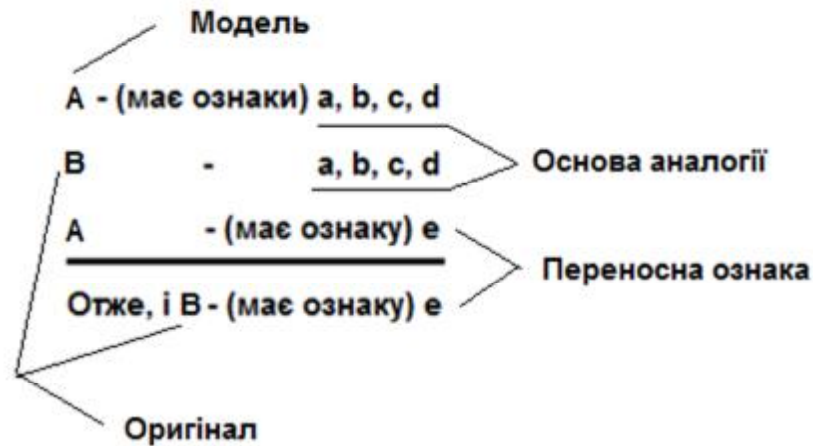 Модель
А - (має ознаки) a, b, c, d
В - a, b, c, d
Основа аналогії
А - (має ознаку) е
Переносна ознака
Отже, і В - (має ознаку) е
Оригінал